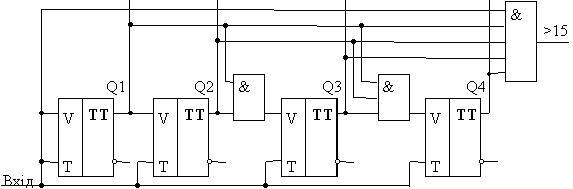 &
>15
Q1 Q2 Q3 Q4
& &
V TT V TT V TT V TT
T T T T
Вхід